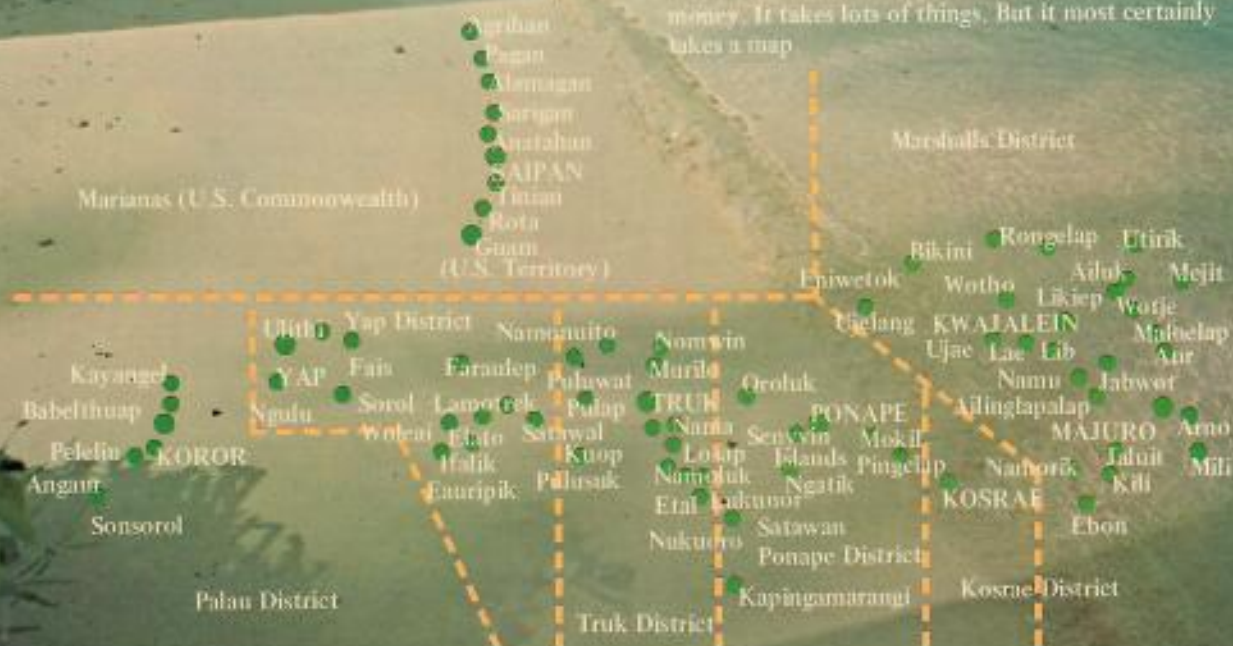 money. It takes lots of things. But it most certainly
takes a map
Agrihan
Pagan
Alamagan
Sarigan
Anatahan
SAIPAN
Tinian
Rota
Guam
(U.S. Territory)
Marianas (U.S. Commonwealth)
Marshalls District
Bikini
Rongelap
Utirik
Eniwetok
Wotho
Ailuk
Mejit
Likiep
Wotje
Ujelang
KWAJALEIN
Maloelap
Ujae
Lae
Lib
Aur
Namu
Jabwot
Ailinglapalap
MAJURO
Arno
Namorik
Jaluit
Mili
Kili
KOSRAE
Ebon
Kosrae District
Ulithi
Yap District
Fais
YAP
Ngulu
Sorol
Faraulep
Lamotrek
Woleai
Elato
Satawal
Ifalik
Eauripik
Namonuito
Puluwat
Pulap
Kuop
Pulusuk
Nomwin
Murilo
TRUK
Nama
Losap
Namoluk
Etal
Lukunor
Satawan
Truk District
Oroluk
PONAPE
Senyvin
Islands
Mokil
Pingelap
Ngatik
Nukuoro
Ponape District
Kapingamarangi
Kayangel
Babelthuap
Peleliu
KOROR
Angaur
Sonsorol
Palau District